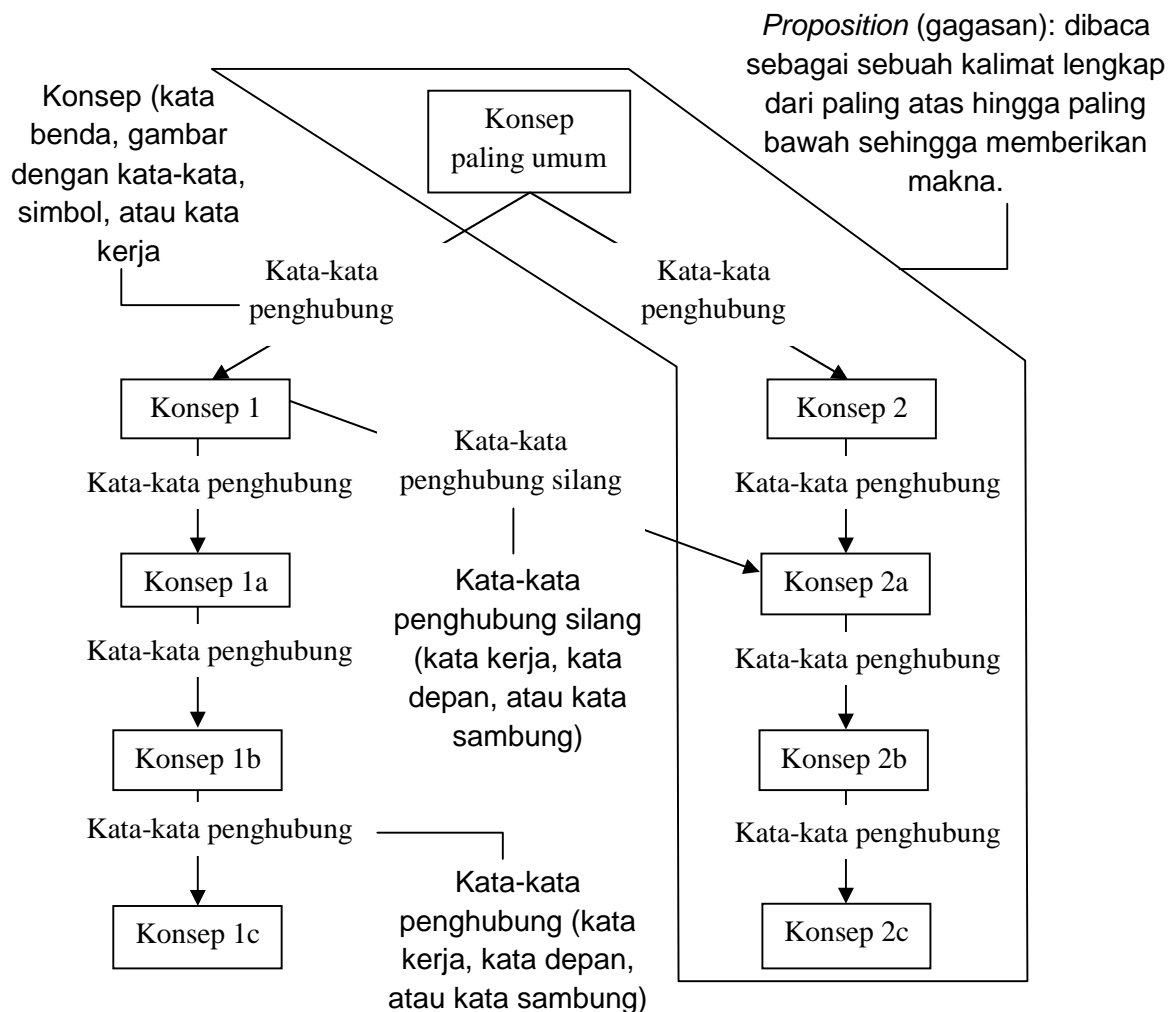 Proposition (gagasan): dibaca
sebagai sebuah kalimat lengkap
dari paling atas hingga paling
bawah sehingga memberikan
makna.
Konsep (kata
benda, gambar
dengan kata-kata,
simbol, atau kata
kerja
Konsep
paling umum
Kata-kata
penghubung
Kata-kata
penghubung
Konsep 1
Konsep 2
Kata-kata
penghubung silang
Kata-kata penghubung
Kata-kata penghubung
Konsep 1a
Kata-kata
penghubung silang
(kata kerja, kata
depan, atau kata
sambung)
Konsep 2a
Kata-kata penghubung
Kata-kata penghubung
Konsep 1b
Konsep 2b
Kata-kata penghubung
Kata-kata penghubung
Kata-kata
penghubung (kata
kerja, kata depan,
atau kata sambung)
Konsep 1c
Konsep 2c